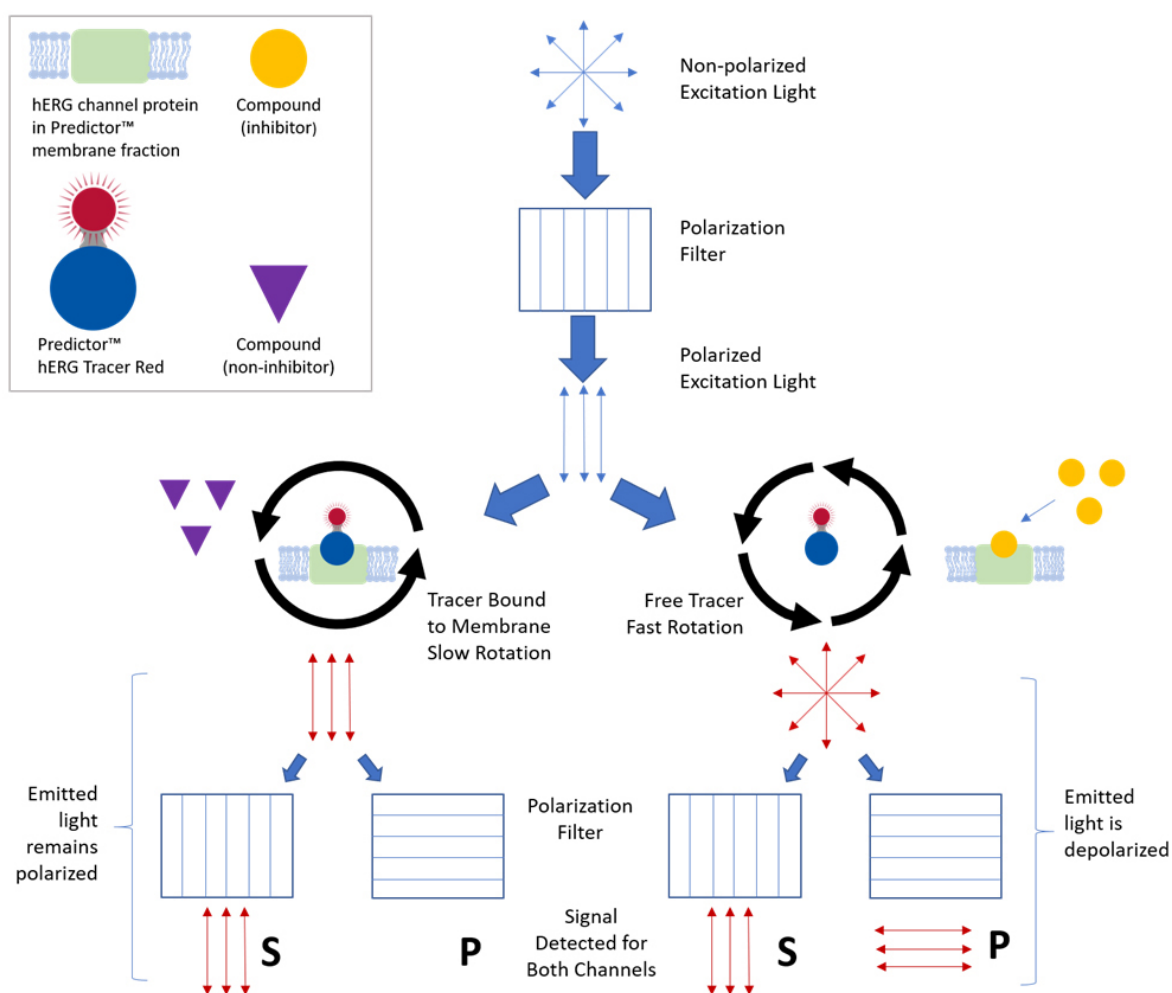 hERG channel protein
in Predictor™
membrane fraction
Compound
(inhibitor)
Predictor™
hERG Tracer Red
Compound
(non-inhibitor)
Non-polarized
Excitation Light
Polarization
Filter
Polarized
Excitation Light
Tracer Bound
to Membrane
Slow Rotation
Free Tracer
Fast Rotation
Emitted
light
remains
polarized
Polarization
Filter
Emitted
light is
depolarized
S
P
Signal
Detected for
Both Channels
S
P